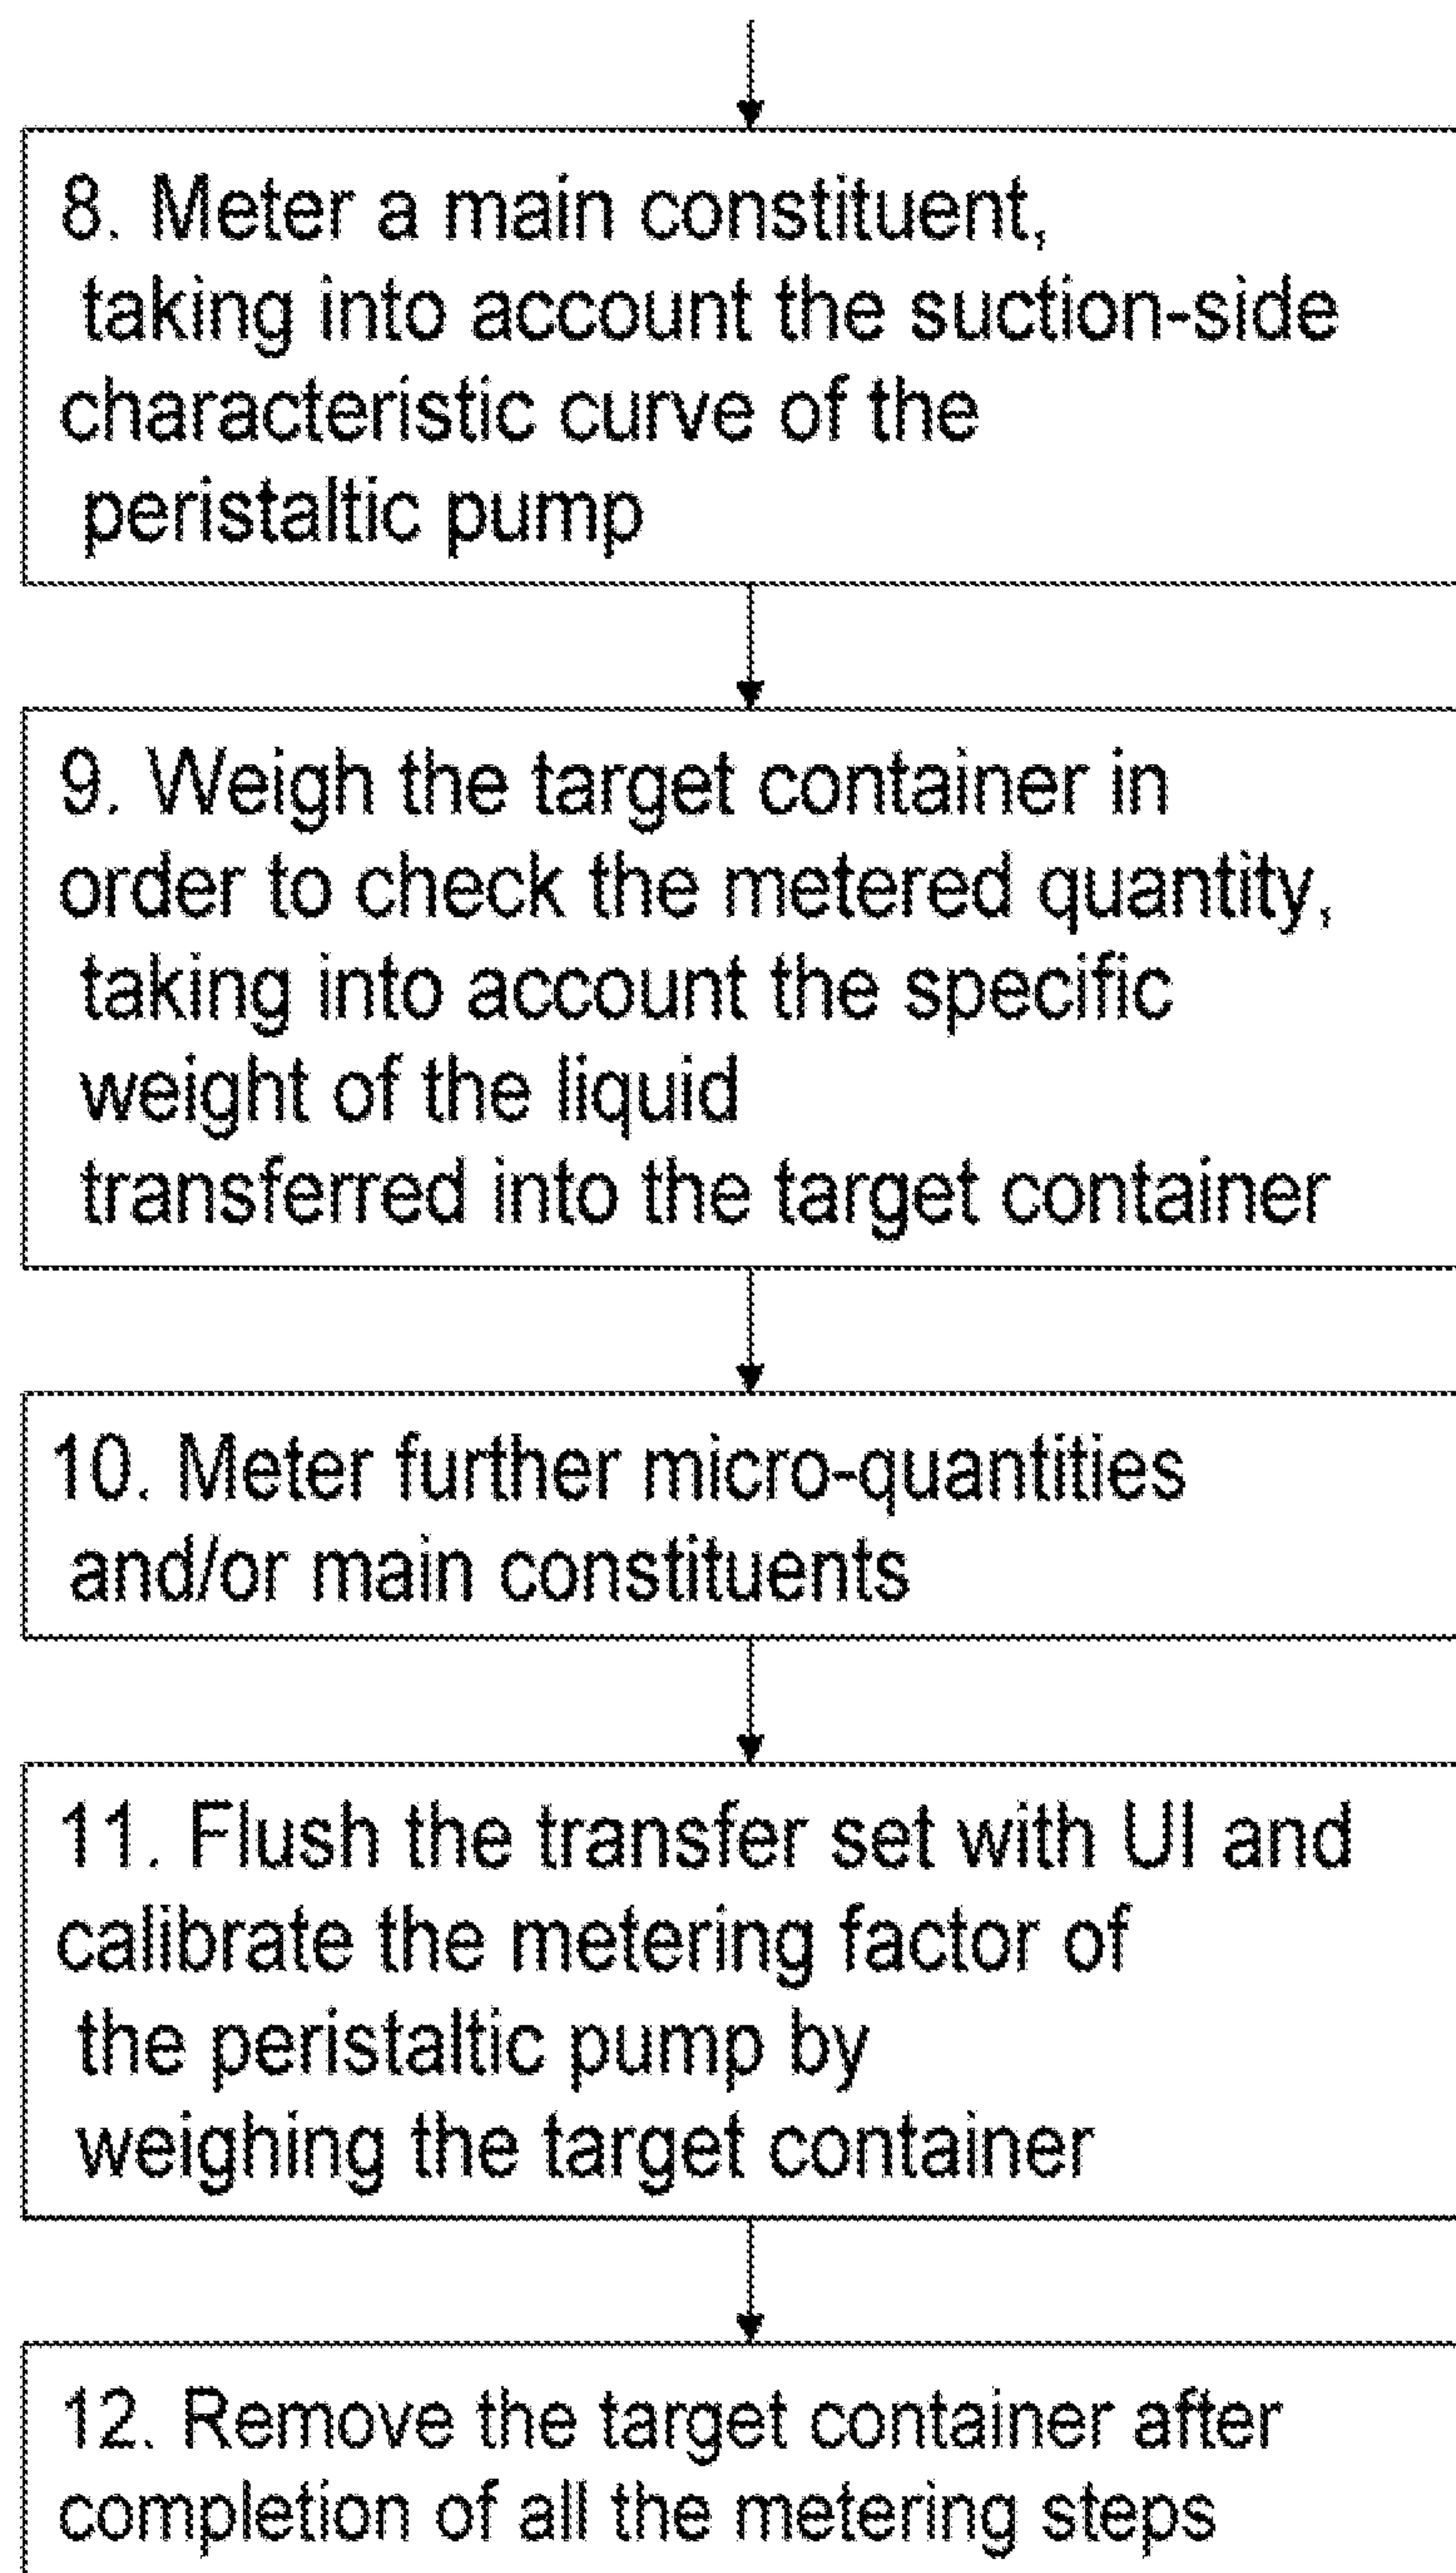 8. Meter a main constituent,
taking into account the suction-side
characteristic curve of the
peristaltic pump
9. Weigh the target container in
order to check the metered quantity,
taking into account the specific
weight of the liquid
transferred into the target container
10. Meter further micro-quantities
and/or main constituents
11. Flush the transfer set with UI and
calibrate the metering factor of
the peristaltic pump by
weighing the target container
12. Remove the target container after
completion of all the metering steps